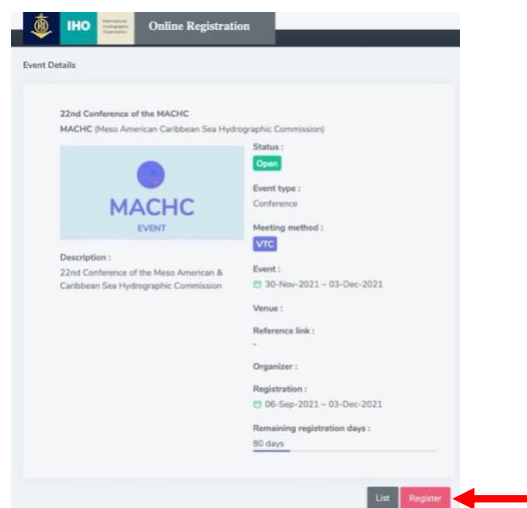 IHO
International
Hydrographic
Organization
Online Registration
Event Details
22nd Conference of the MACHC
MACHC (Meso American Caribbean Sea Hydrographic Commission)
MACHC
EVENT
Description :
22nd Conference of the Meso American &
Caribbean Sea Hydrographic Commission
Status :
Open
Event type :
Conference
Meeting method :
VTC
Event :
30-Nov-2021 ~ 03-Dec-2021
Venue :
Reference link :
-
Organizer :
Registration :
06-Sep-2021 ~ 03-Dec-2021
Remaining registration days :
80 days
List
Register